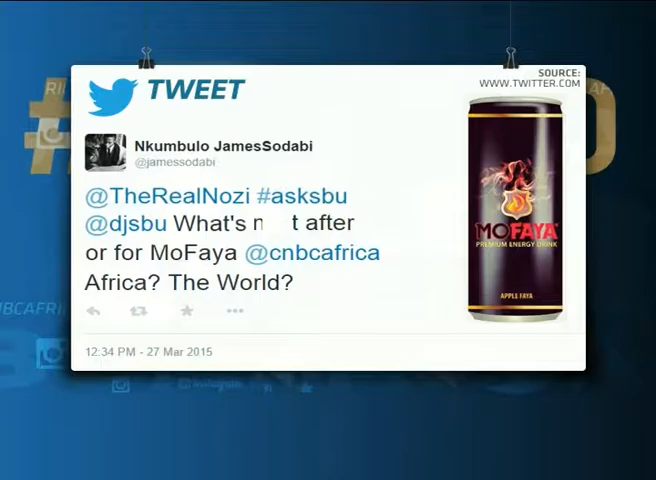 TWEET
SOURCE:
WWW.TWITTER.COM
Nkumbulo JamesSodabi
@jamessodabi
@TheRealNozi #asksbu
@djsbu What's n t after
or for MoFaya @cnbcafrica
Africa? The World?
12:34 PM - 27 Mar 2015
MOFAYA
PREMIUM ENERGY DRINK
APPLE FAYA